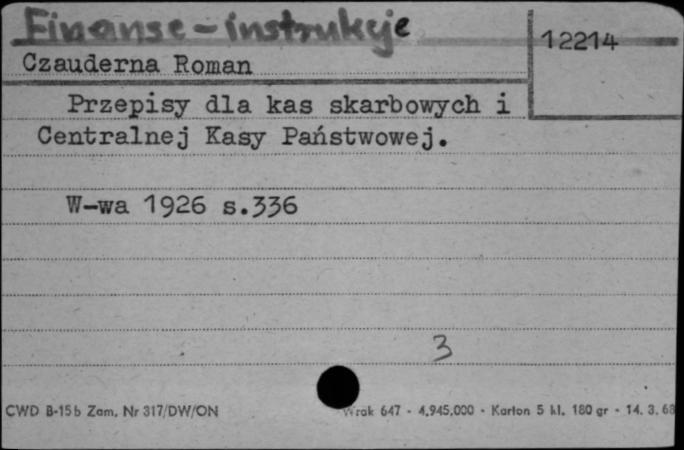 Finanse - instrukcje
12214
Czauderna Roman
Przepisy dla kas skarbowych i
Centralnej Kasy Państwowej.
W-wa 1926 s.336
3
CWD B-15b Zam. Nr 317/DW/ON
647 - 4.945.000 - Karton 5 kl. 180 gr - 14. 3. 68